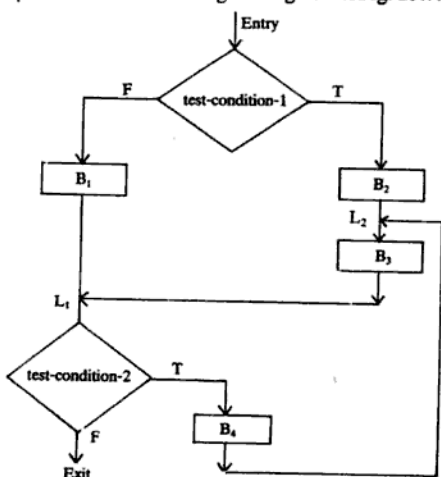 Entry
F
test-condition-1
T
B₁
B₂
L₂
B₃
L₁
test-condition-2
T
B₄
F
Exit